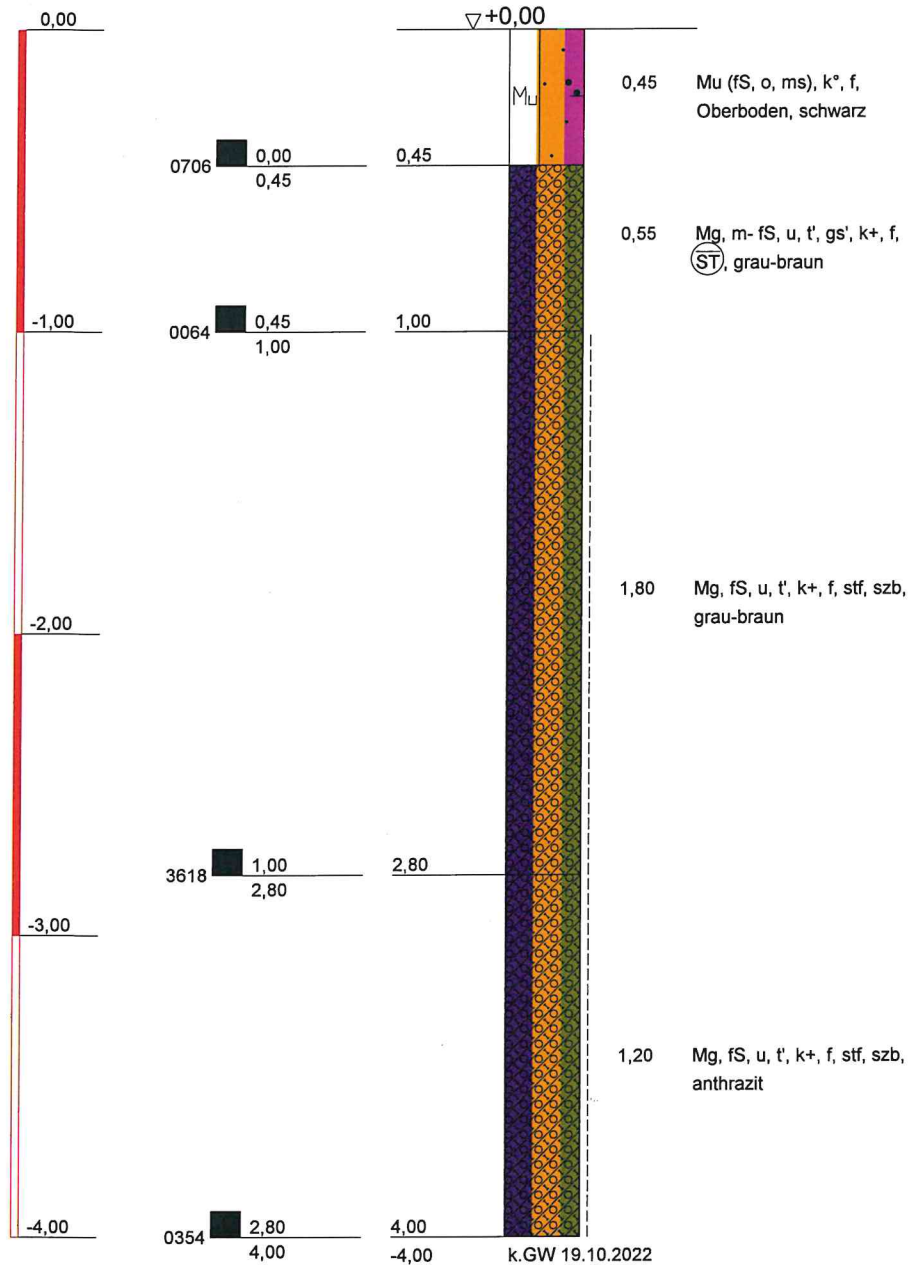 0,00
▽ +0,00
Mu
0,45 Mu (fS, o, ms), k°, f,
Oberboden, schwarz
0706 0,00 0,45
0,45
0,55 Mg, m- fS, u, t', gs', k+, f,
ST, grau-braun
-1,00
0064 0,45 1,00
1,00
1,80 Mg, fS, u, t', k+, f, stf, szb,
grau-braun
-2,00
3618 1,00 2,80
2,80
-3,00
1,20 Mg, fS, u, t', k+, f, stf, szb,
anthrazit
-4,00
0354 2,80 4,00
4,00 -4,00
k.GW 19.10.2022